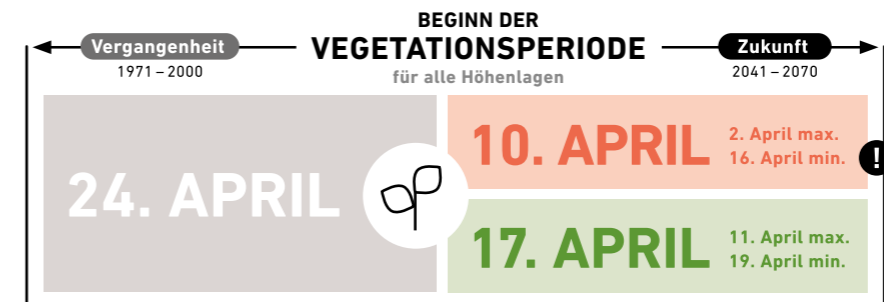 BEGINN DER
VEGETATIONSPERIODE
für alle Höhenlagen
Vergangenheit
1971 – 2000
Zukunft
2041 – 2070
24. APRIL
10. APRIL
2. April max.
16. April min.
!
17. APRIL
11. April max.
19. April min.